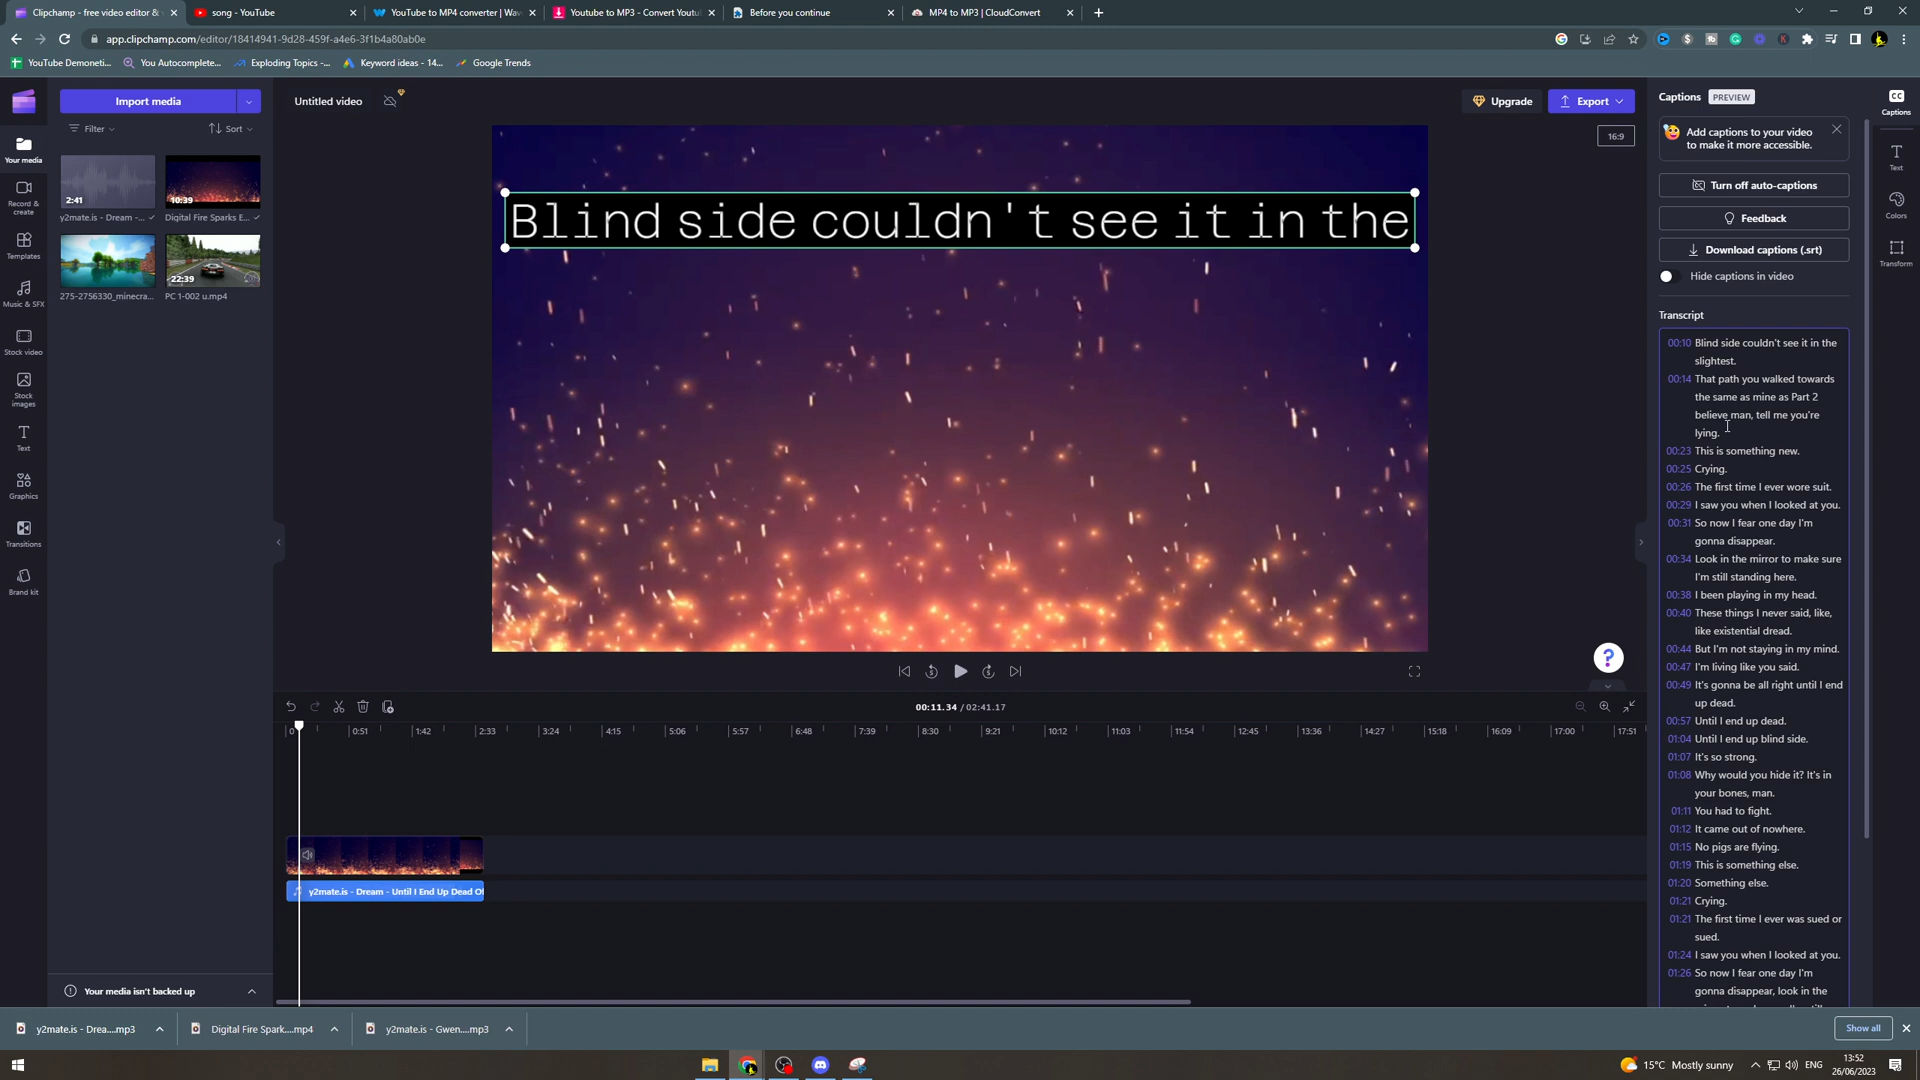 Clipchamp - free video editor &
song - YouTube
YouTube to MP4 converter | Wav
Youtube to MP3 - Convert Youtu
Before you continue
MP4 to MP3 | CloudConvert
app.clipchamp.com/editor/18414941-9d28-459f-a4e6-3f1b4a80ab0e
YouTube Demoneti...
You Autocomplete...
Exploding Topics -...
Keyword ideas - 14...
Google Trends
Import media
Untitled video
Upgrade
Export
Captions PREVIEW
Captions
Filter
Sort
16:9
Add captions to your video
to make it more accessible.
Your media
Record &
create
Templates
Music & SFX
Stock video
Stock
images
Text
Graphics
Transitions
Brand kit
2:41
y2mate.is - Dream -...
10:39
Digital Fire Sparks E...
275-2756330_minecra...
22:39
PC 1-002 u.mp4
Blind side couldn't see it in the
Turn off auto-captions
Feedback
Download captions (.srt)
Hide captions in video
Text
Colors
Transform
Transcript
00:10 Blind side couldn't see it in the
slightest.
00:14 That path you walked towards
the same as mine as Part 2
believe man, tell me you're
lying.
00:23 This is something new.
00:25 Crying.
00:26 The first time I ever wore suit.
00:29 I saw you when I looked at you.
00:31 So now I fear one day I'm
gonna disappear.
00:34 Look in the mirror to make sure
I'm still standing here.
00:38 I been playing in my head.
00:40 These things I never said, like,
like existential dread.
00:44 But I'm not staying in my mind.
00:47 I'm living like you said.
00:49 It's gonna be all right until I end
up dead.
00:57 Until I end up dead.
01:04 Until I end up blind side.
01:07 It's so strong.
01:08 Why would you hide it? It's in
your bones, man.
01:11 You had to fight.
01:12 It came out of nowhere.
01:15 No pigs are flying.
01:19 This is something else.
01:20 Something else.
01:21 Crying.
01:21 The first time I ever was sued or
sued.
01:24 I saw you when I looked at you.
01:26 So now I fear one day I'm
gonna disappear, look in the
?
00:11.34 / 02:41.17
0 0:51 1:42 2:33 3:24 4:15 5:06 5:57 6:48 7:39 8:30 9:21 10:12 11:03 11:54 12:45 13:36 14:27 15:18 16:09 17:00 17:51
y2mate.is - Dream - Until I End Up Dead Of
Your media isn't backed up
y2mate.is - Drea....mp3
Digital Fire Spark....mp4
y2mate.is - Gwen....mp3
Show all
15°C Mostly sunny
ENG
13:52
26/06/2023